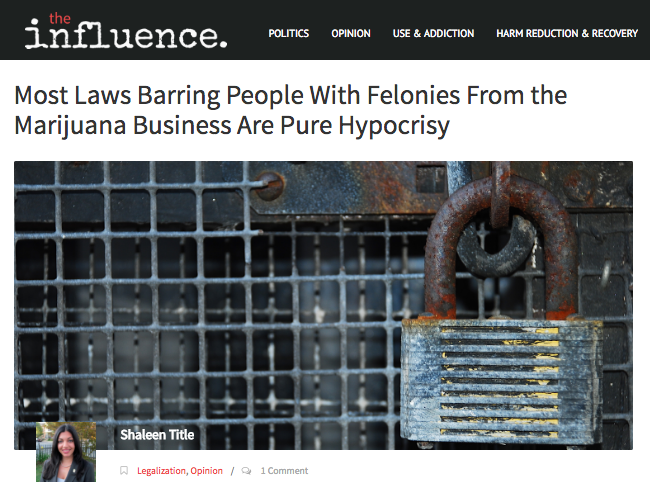 the
influence.
POLITICS OPINION USE & ADDICTION HARM REDUCTION & RECOVERY
Most Laws Barring People With Felonies From the
Marijuana Business Are Pure Hypocrisy
Shaleen Title
Legalization, Opinion / 1 Comment